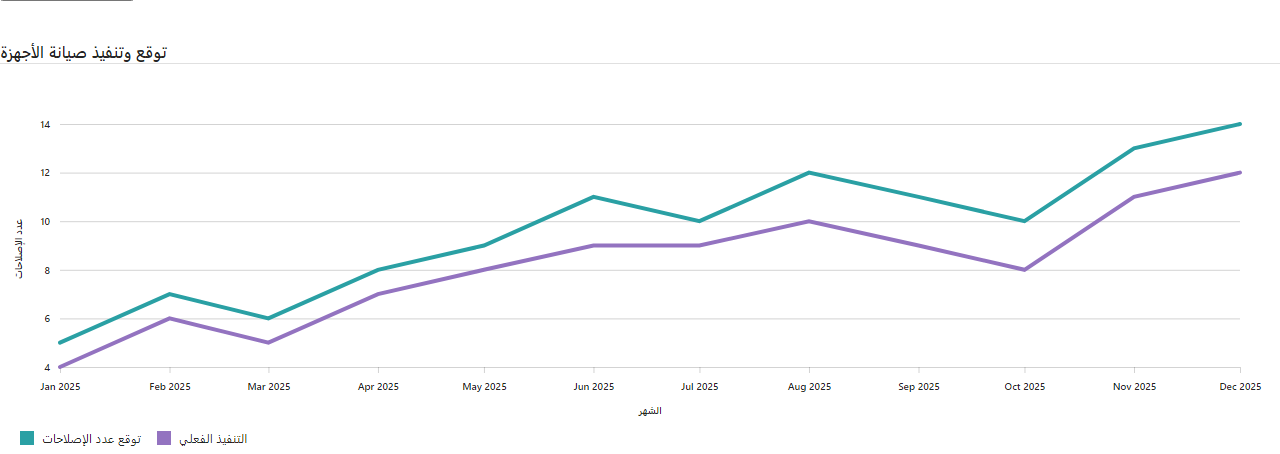 توقع وتنفيذ صيانة الأجهزة
14
12
10
8
6
4
عدد الإصلاحات
Jan 2025
Feb 2025
Mar 2025
Apr 2025
May 2025
Jun 2025
Jul 2025
Aug 2025
Sep 2025
Oct 2025
Nov 2025
Dec 2025
الشهر
توقع عدد الإصلاحات
التنفيذ الفعلي